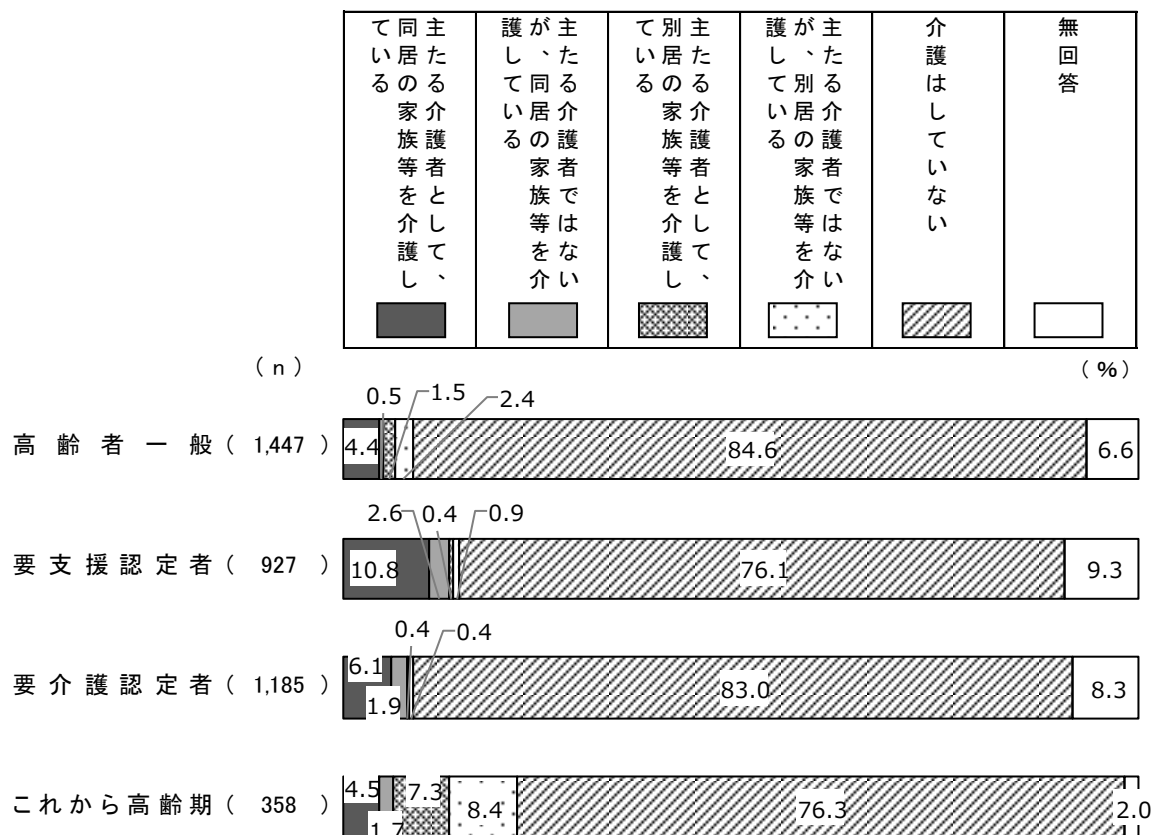 主たる介護者として、
同居の家族等を介護し
ている
主たる介護者ではない
が、同居の家族等を介
護している
主たる介護者として、
別居の家族等を介護し
ている
主たる介護者ではない
が、別居の家族等を介
護している
介護はしていない
無回答
（n）
（%）
0.5 1.5 2.4
高齢者一般（ 1,447 ） 4.4 84.6 6.6
2.6 0.4 0.9
要支援認定者（ 927 ） 10.8 76.1 9.3
0.4 0.4
要介護認定者（ 1,185 ） 6.1 1.9 83.0 8.3
これから高齢期（ 358 ） 4.5 1.7 7.3 8.4 76.3 2.0